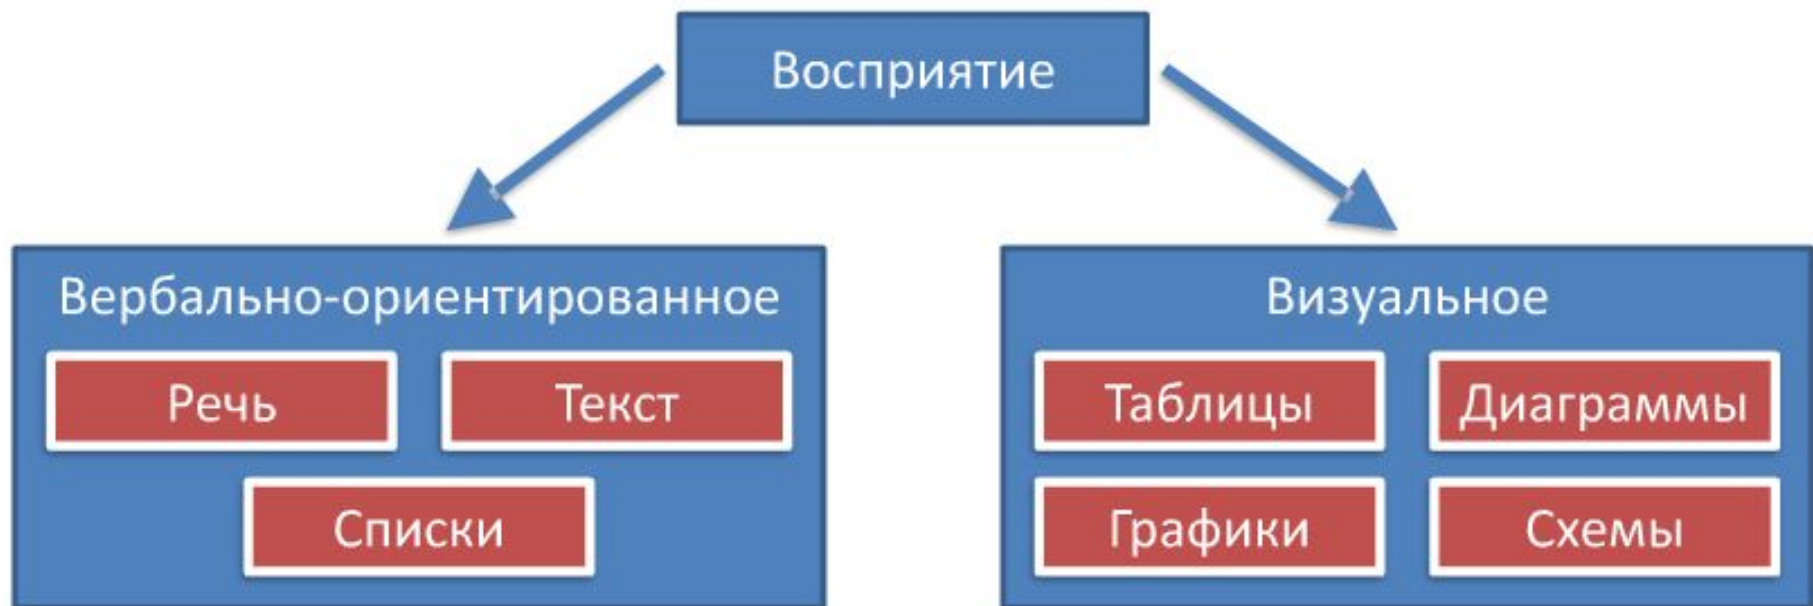 Восприятие
Вербально-ориентированное
Речь
Текст
Списки
Визуальное
Таблицы
Диаграммы
Графики
Схемы